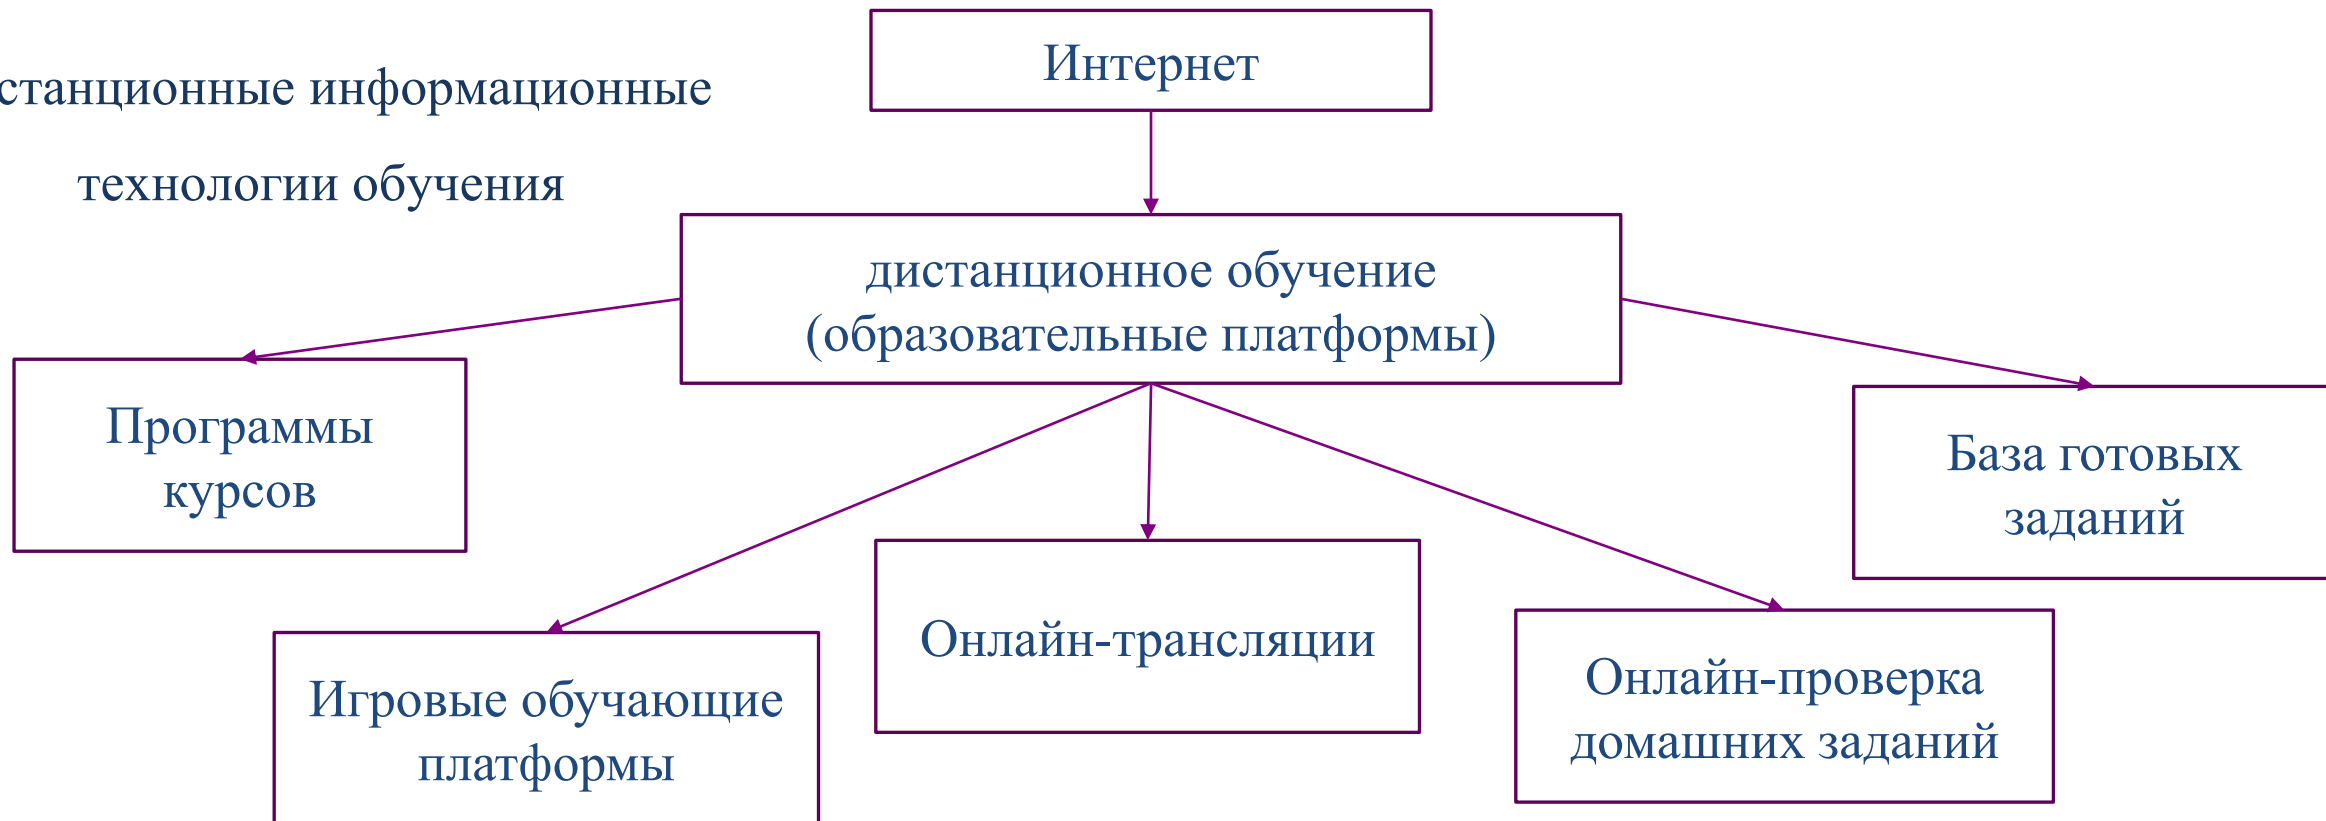 Интернет
станционные информационные
технологии обучения
дистанционное обучение
(образовательные платформы)
Программы
курсов
База готовых
заданий
Онлайн-трансляции
Игровые обучающие
платформы
Онлайн-проверка
домашних заданий